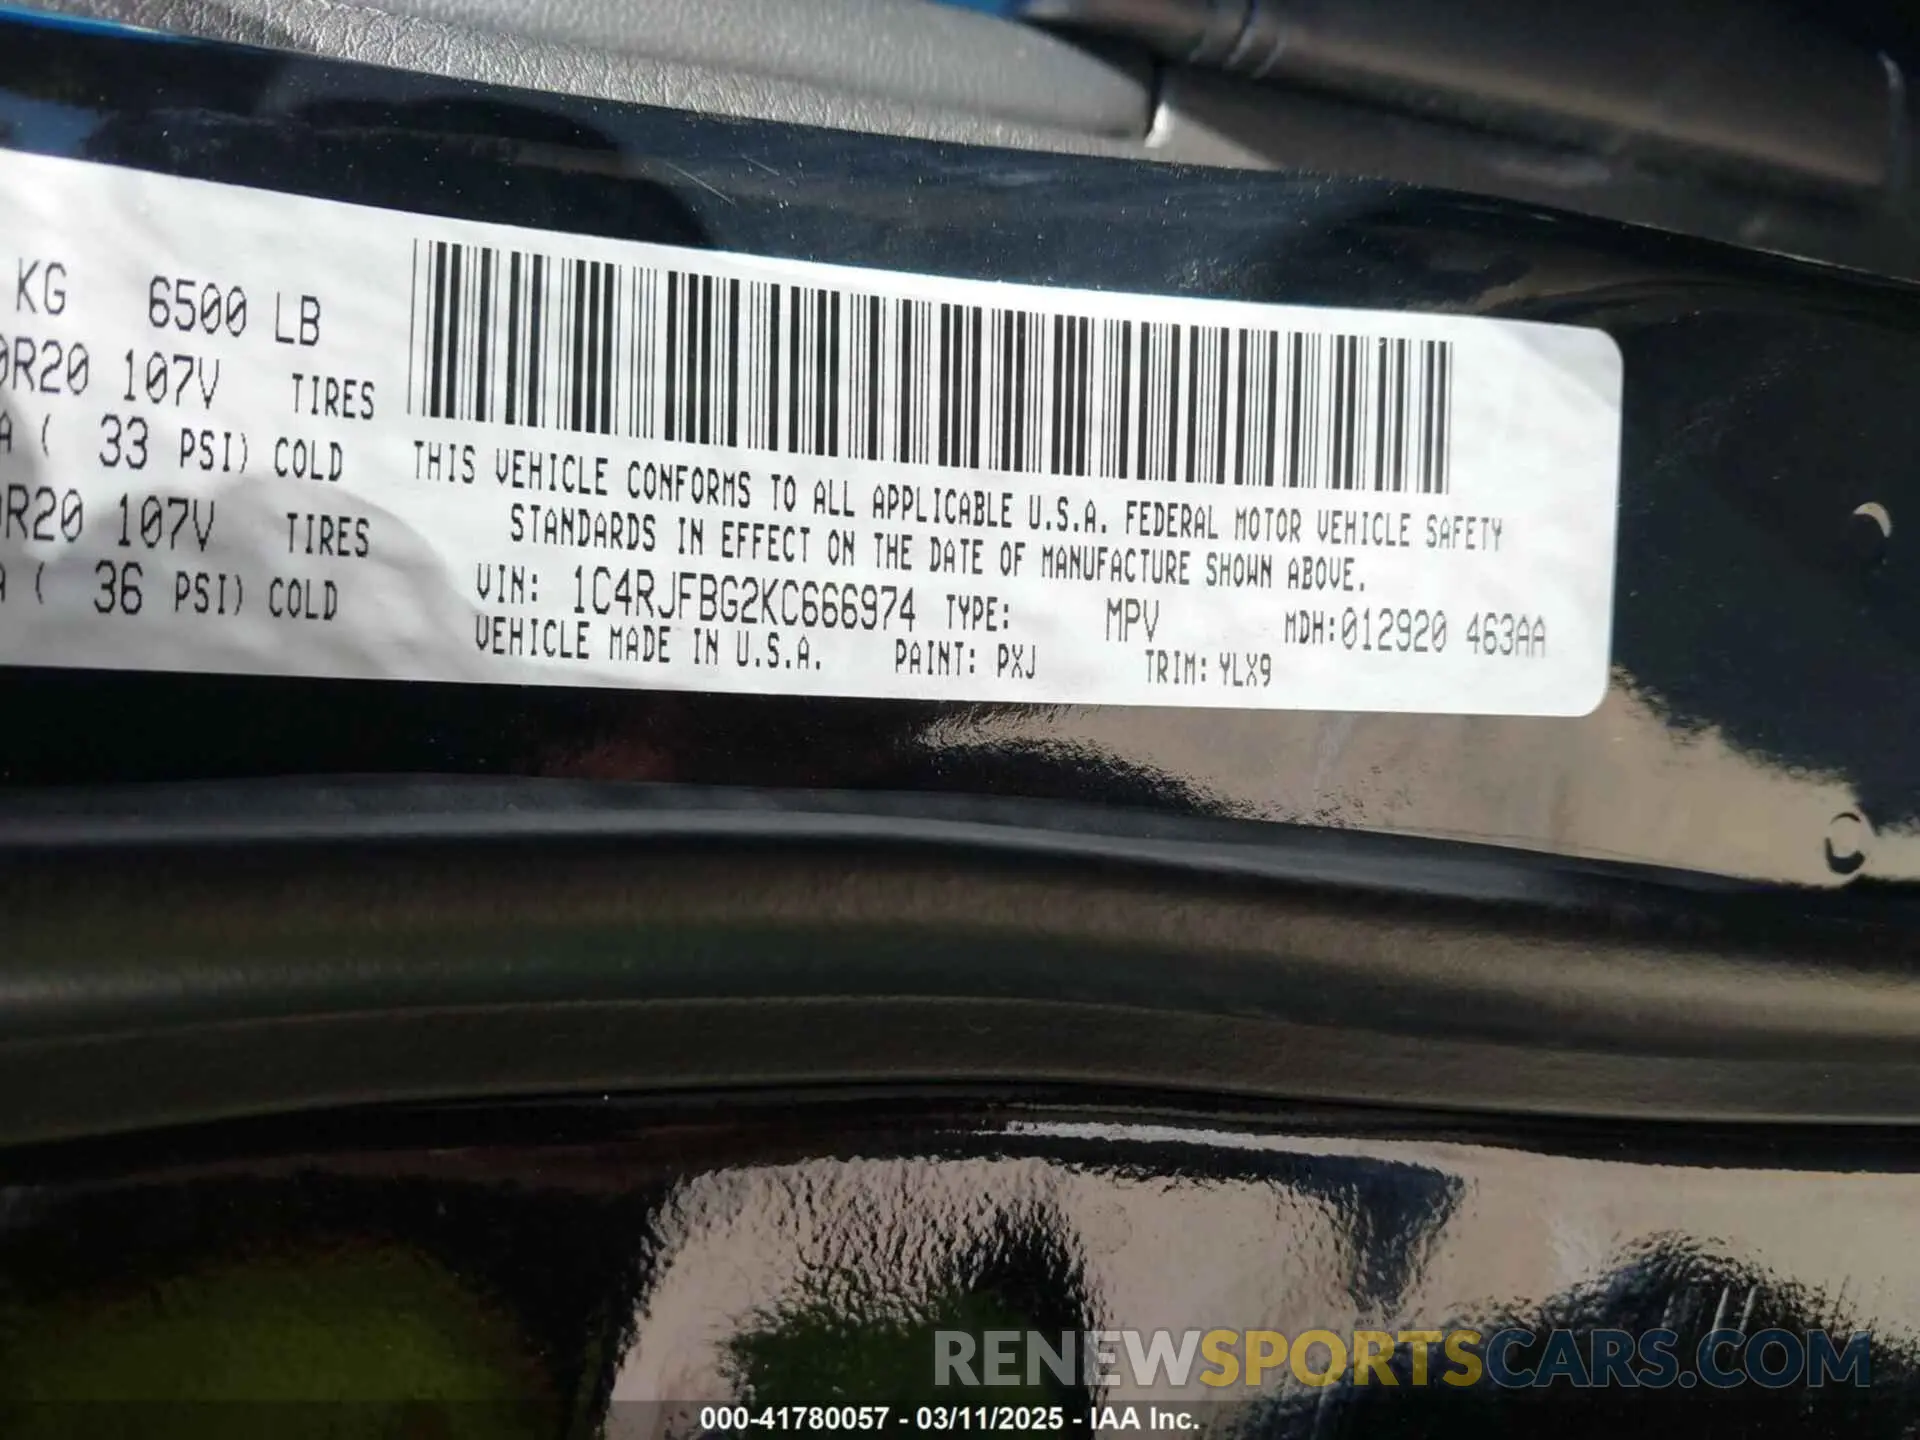 KG 6500 LB
R20 107V TIRES
( 33 PSI) COLD
R20 107V TIRES
( 36 PSI) COLD
THIS VEHICLE CONFORMS TO ALL APPLICABLE U.S.A. FEDERAL MOTOR VEHICLE SAFETY
STANDARDS IN EFFECT ON THE DATE OF MANUFACTURE SHOWN ABOVE.
VIN: 1C4RJFBG2KC666974 TYPE: MPV MDH:012920 463AA
VEHICLE MADE IN U.S.A. PAINT: PXJ TRIM: YLX9
RENEWSPORTSCARS.COM
000-41780057 - 03/11/2025 - IAA Inc.